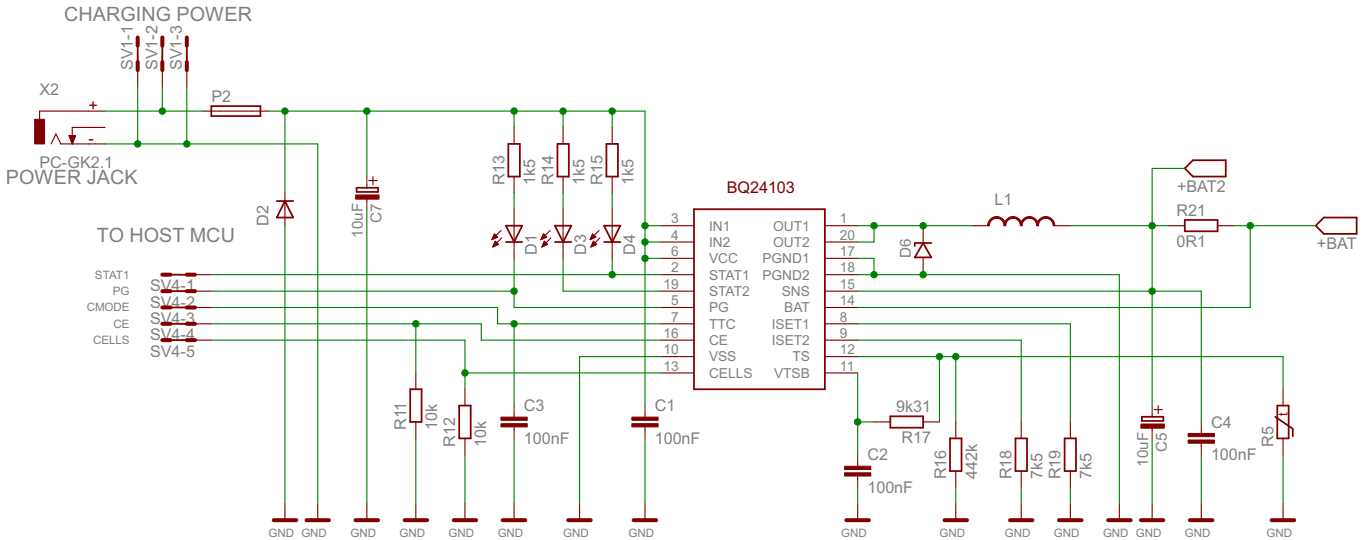 CHARGING POWER
SV1-1
SV1-2
SV1-3
X2
+
-
PC-GK2.1
POWER JACK
P2
R13
1k5
R14
1k5
R15
1k5
D2
+
10uF
C7
D1
D3
D4
TO HOST MCU
STAT1
SV4-1
PG
SV4-2
CMODE
SV4-3
CE
SV4-4
CELLS
SV4-5
BQ24103
3 IN1 OUT1 1
4 IN2 OUT2 20
6 VCC PGND1 17
2 STAT1 PGND2 18
19 STAT2 SNS 15
5 PG BAT 14
7 TTC ISET1 8
16 CE ISET2 9
10 VSS TS 12
13 CELLS VTSB 11
D6
L1
+BAT2
R21
0R1
+BAT
R11
10k
R12
10k
C3
100nF
C1
100nF
9k31
R17
C2
100nF
R16
442k
R18
7k5
R19
7k5
+
10uF
C5
C4
100nF
R5
t
GND GND GND GND GND GND GND GND GND GND GND GND GND GND GND